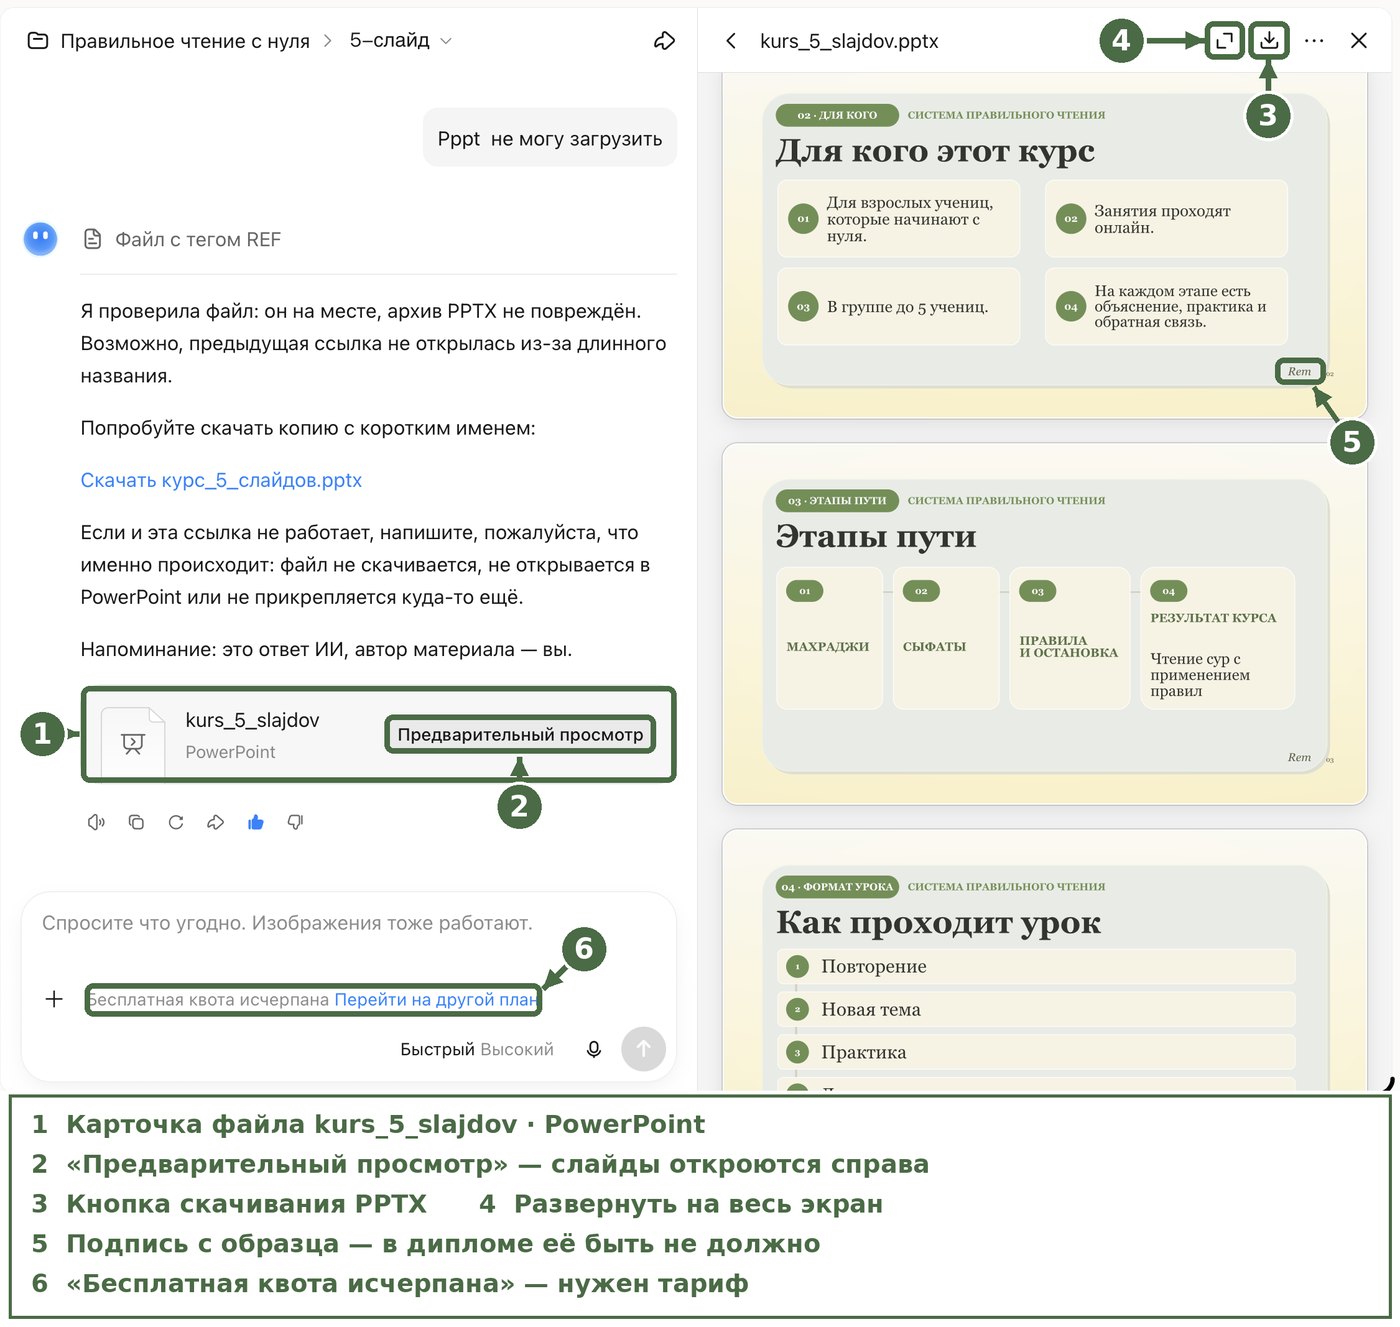 Правильное чтение с нуля > 5–слайд
Pppt не могу загрузить
Файл с тегом REF
Я проверила файл: он на месте, архив PPTX не повреждён.
Возможно, предыдущая ссылка не открылась из-за длинного
названия.
Попробуйте скачать копию с коротким именем:
Скачать курс_5_слайдов.pptx
Если и эта ссылка не работает, напишите, пожалуйста, что
именно происходит: файл не скачивается, не открывается в
PowerPoint или не прикрепляется куда-то ещё.
Напоминание: это ответ ИИ, автор материала — вы.
1
kurs_5_slajdov
PowerPoint
Предварительный просмотр
2
Спросите что угодно. Изображения тоже работают.
6
Бесплатная квота исчерпана Перейти на другой план
Быстрый Высокий
kurs_5_slajdov.pptx
4
3
02 · ДЛЯ КОГО СИСТЕМА ПРАВИЛЬНОГО ЧТЕНИЯ
Для кого этот курс
01
Для взрослых учениц,
которые начинают с
нуля.
02
Занятия проходят
онлайн.
03
В группе до 5 учениц.
04
На каждом этапе есть
объяснение, практика и
обратная связь.
Rem 02
5
03 · ЭТАПЫ ПУТИ СИСТЕМА ПРАВИЛЬНОГО ЧТЕНИЯ
Этапы пути
01
МАХРАДЖИ
02
СЫФАТЫ
03
ПРАВИЛА
И ОСТАНОВКА
04
РЕЗУЛЬТАТ КУРСА
Чтение сур с
применением
правил
Rem 03
04 · ФОРМАТ УРОКА СИСТЕМА ПРАВИЛЬНОГО ЧТЕНИЯ
Как проходит урок
1 Повторение
2 Новая тема
3 Практика
1 Карточка файла kurs_5_slajdov · PowerPoint
2 «Предварительный просмотр» — слайды откроются справа
3 Кнопка скачивания PPTX 4 Развернуть на весь экран
5 Подпись с образца — в дипломе её быть не должно
6 «Бесплатная квота исчерпана» — нужен тариф